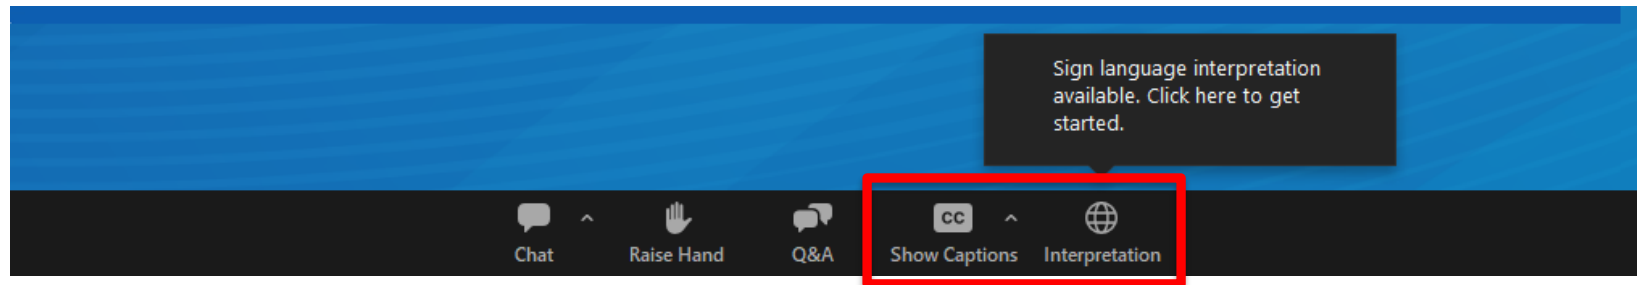 Sign language interpretation
available. Click here to get
started.
CC
Chat
Raise Hand
Q&A
Show Captions
Interpretation